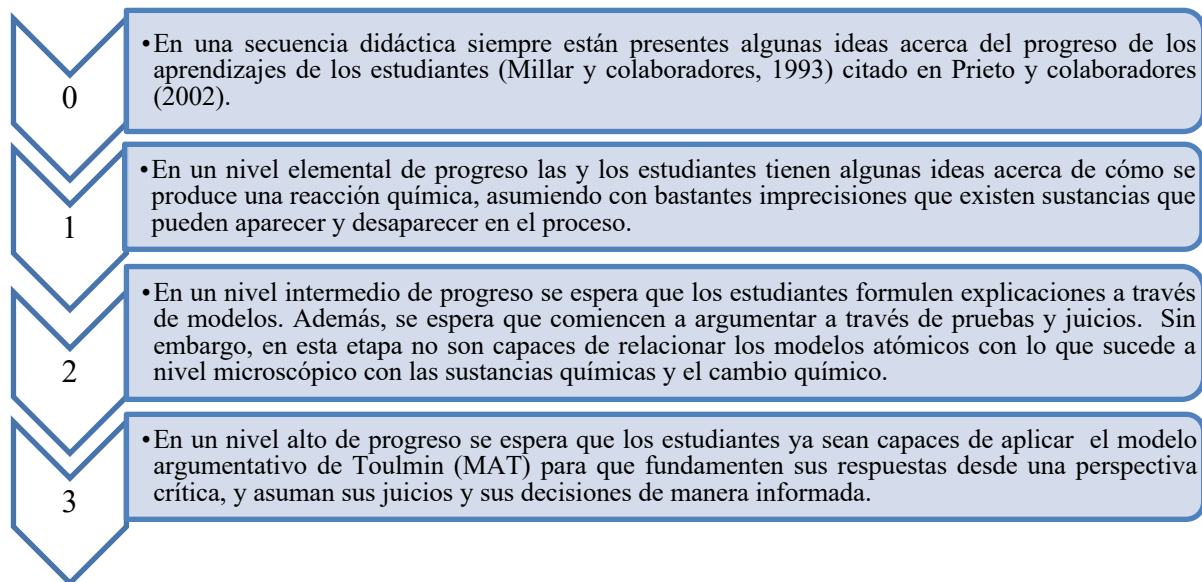 0
•En una secuencia didáctica siempre están presentes algunas ideas acerca del progreso de los
aprendizajes de los estudiantes (Millar y colaboradores, 1993) citado en Prieto y colaboradores
(2002).
1
•En un nivel elemental de progreso las y los estudiantes tienen algunas ideas acerca de cómo se
produce una reacción química, asumiendo con bastantes imprecisiones que existen sustancias que
pueden aparecer y desaparecer en el proceso.
2
•En un nivel intermedio de progreso se espera que los estudiantes formulen explicaciones a través
de modelos. Además, se espera que comiencen a argumentar a través de pruebas y juicios. Sin
embargo, en esta etapa no son capaces de relacionar los modelos atómicos con lo que sucede a
nivel microscópico con las sustancias químicas y el cambio químico.
3
•En un nivel alto de progreso se espera que los estudiantes ya sean capaces de aplicar el modelo
argumentativo de Toulmin (MAT) para que fundamenten sus respuestas desde una perspectiva
crítica, y asuman sus juicios y sus decisiones de manera informada.